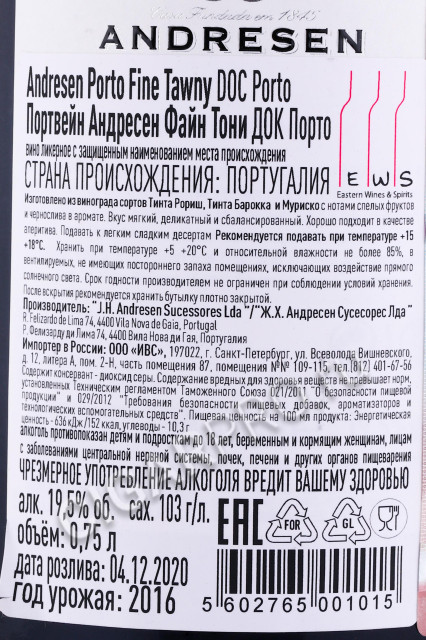 Casa Fundada em 1845
ANDRESEN
Andresen Porto Fine Tawny DOC Porto
Портвейн Андресен Файн Тони ДОК Порто
вино ликерное с защищенным наименованием места происхождения
СТРАНА ПРОИСХОЖДЕНИЯ: ПОРТУГАЛИЯ
E W S
Eastern Wines & Spirits
Изготовлено из винограда сортов Тинта Рориш, Тинта Барокка и Муриско с нотами спелых фруктов
и чернослива в аромате. Вкус мягкий, деликатный и сбалансированный. Хорошо подходит в качестве
аперитива. Подавать к легким сладким десертам Рекомендуется подавать при температуре +15
+18°C. Хранить при температуре +5 +20°C и относительной влажности не более 85%, в
вентилируемых, не имеющих постороннего запаха помещениях, исключающих воздействие прямого
солнечного света. Срок годности производителем не ограничен при соблюдении условий хранения.
После вскрытия рекомендуется хранить бутылку плотно закрытой.
Производитель: "J.H. Andresen Sucessores Lda "/"Ж.Х. Андресен Сусесорес Лда"
R. Felizardo de Lima 74, 4400 Vila Nova de Gaia, Portugal
Р. Фелизарду ди Лима 74, 4400 Вила Нова ди Гая, Португалия
Импортер в России: ООО «ИВС», 197022, г. Санкт-Петербург, ул. Всеволода Вишневского,
д. 12, литера А, пом. 2-Н, часть помещения 87, помещения №№ 109-115, тел.(812) 401-67-56
Содержит консервант - диоксид серы. Содержание вредных для здоровья веществ не превышает норм,
установленных Техническим регламентом Таможенного Союза 021/2011 "О безопасности пищевой
продукции" и 029/2012 "Требования безопасности пищевых добавок, ароматизаторов и
технологических вспомогательных средств". Пищевая ценность на 100 мл продукта: Энергетическая
ценность - 636 кДж/152 ккал, углеводы - 10,3 г
алкоголь противопоказан детям и подросткам до 18 лет, беременным и кормящим женщинам, лицам
с заболеваниями центральной нервной системы, почек, печени и других органов пищеварения
ЧРЕЗМЕРНОЕ УПОТРЕБЛЕНИЕ АЛКОГОЛЯ ВРЕДИТ ВАШЕМУ ЗДОРОВЬЮ
алк. 19,5% об. сах. 103 г/л.
объём: 0,75 л
дата розлива: 04.12.2020
год урожая: 2016
EAC
FOR
GL
5 602765 001015